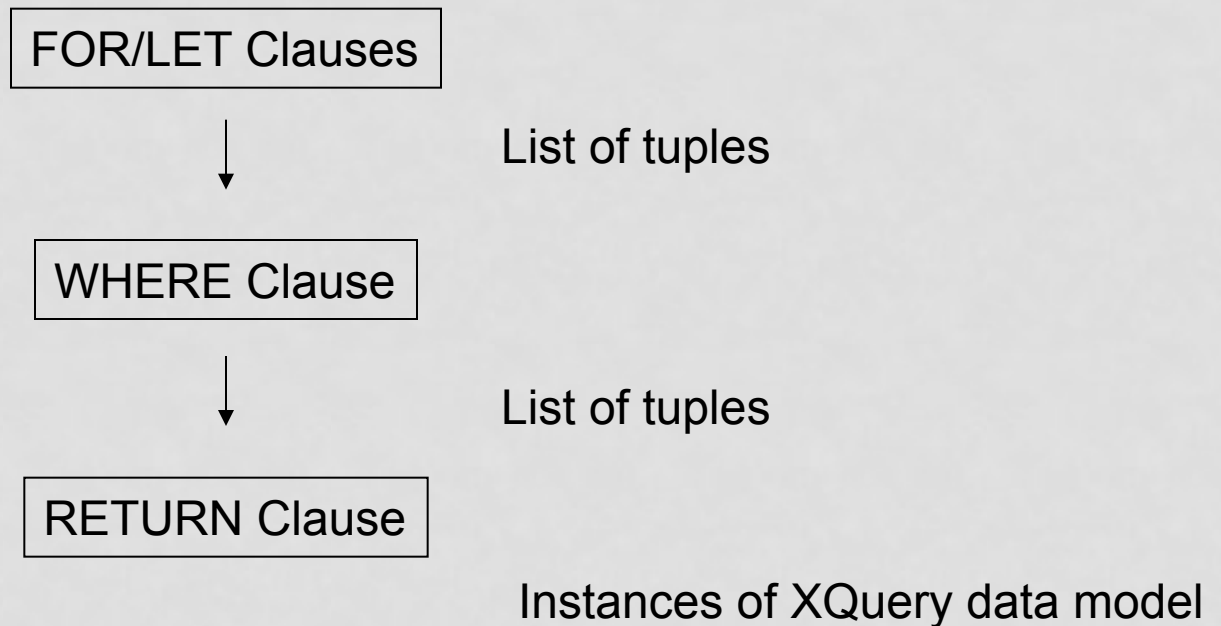 FOR/LET Clauses
List of tuples
WHERE Clause
List of tuples
RETURN Clause
Instances of XQuery data model